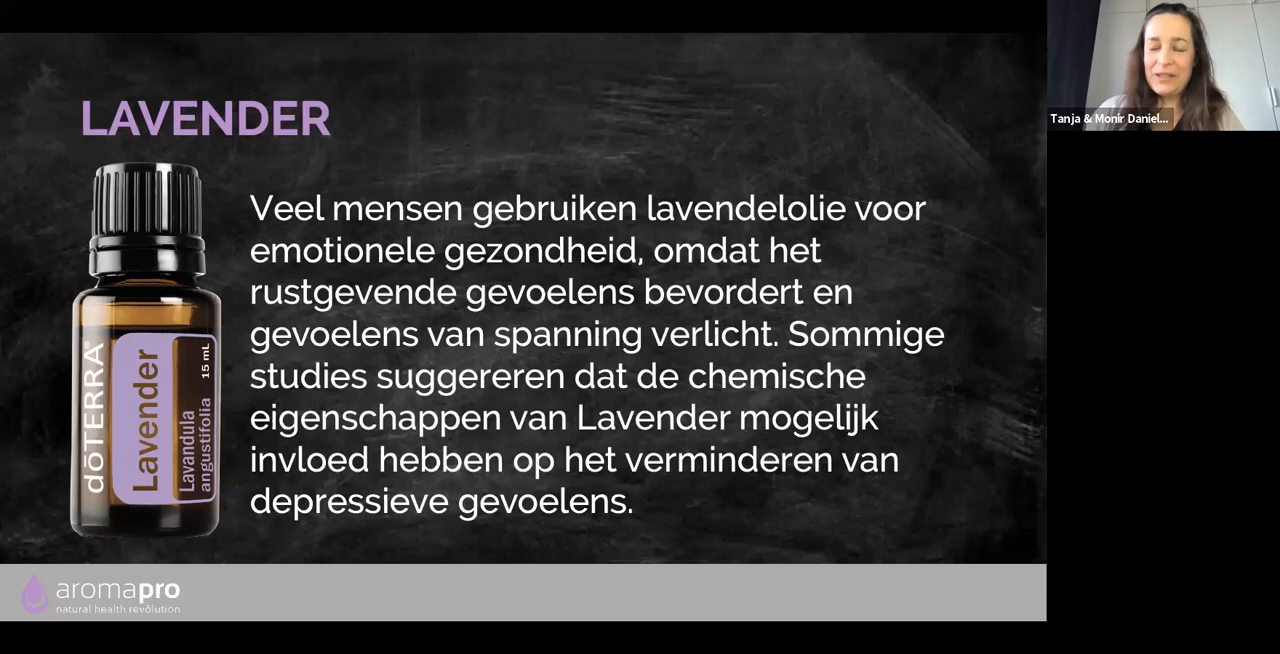 LAVENDER
Veel mensen gebruiken lavendelolie voor
emotionele gezondheid, omdat het
rustgevende gevoelens bevordert en
gevoelens van spanning verlicht. Sommige
studies suggereren dat de chemische
eigenschappen van Lavender mogelijk
invloed hebben op het verminderen van
depressieve gevoelens.
dōTERRA®
Lavender
Lavandula
angustifolia 15 mL
aromapro
natural health revōlution
Tanja & Monir Daniel...